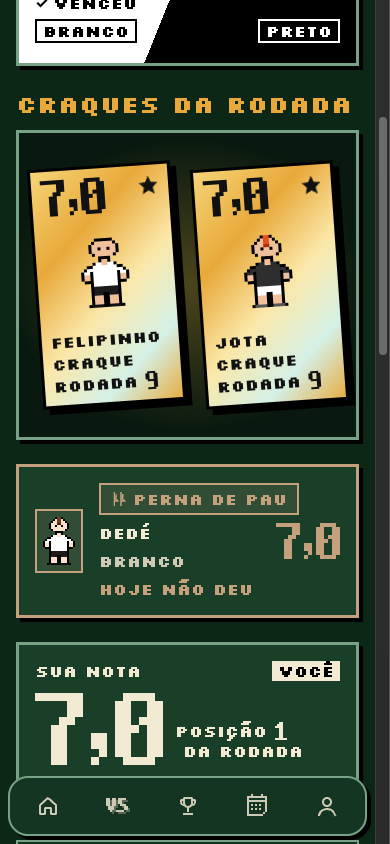 ✓ VENCEU
BRANCO
PRETO
CRAQUES DA RODADA
7,0 ★
FELIPINHO
CRAQUE
RODADA 9
7,0 ★
JOTA
CRAQUE
RODADA 9
PERNA DE PAU
DEDÉ
7,0
BRANCO
HOJE NÃO DEU
SUA NOTA
VOCÊ
7,0
POSIÇÃO 1
DA RODADA
VS